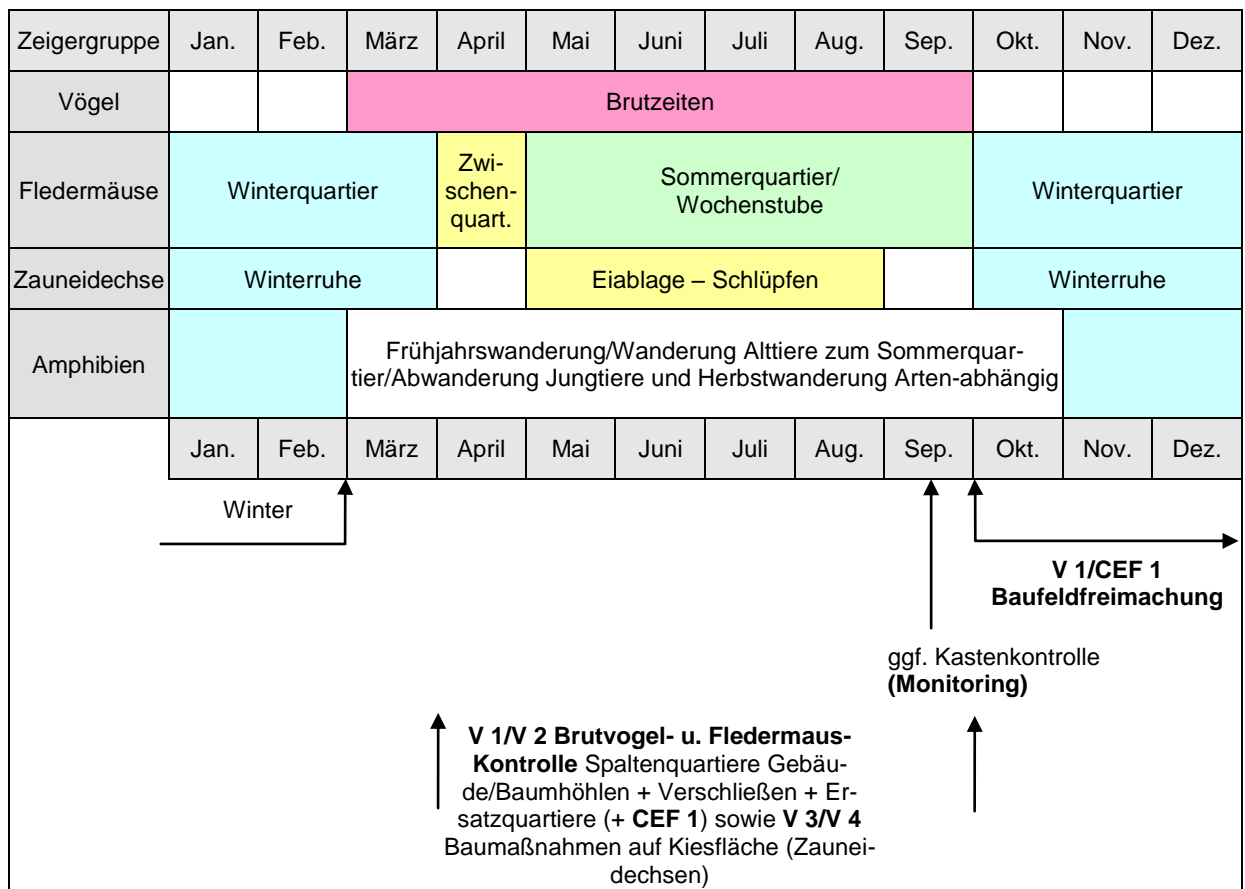 Zeigergruppe Jan. Feb. März April Mai Juni Juli Aug. Sep. Okt. Nov. Dez.
Vögel Brutzeiten
Fledermäuse Winterquartier Zwi-
schen-
quart. Sommerquartier/
Wochenstube Winterquartier
Zauneidechse Winterruhe Eiablage – Schlüpfen Winterruhe
Amphibien Frühjahrswanderung/Wanderung Alttiere zum Sommerquar-
tier/Abwanderung Jungtiere und Herbstwanderung Arten-abhängig
Jan. Feb. März April Mai Juni Juli Aug. Sep. Okt. Nov. Dez.
Winter
V 1/CEF 1
Baufeldfreimachung
ggf. Kastenkontrolle
(Monitoring)
V 1/V 2 Brutvogel- u. Fledermaus-
Kontrolle Spaltenquartiere Gebäu-
de/Baumhöhlen + Verschließen + Er-
satzquartiere (+ CEF 1) sowie V 3/V 4
Baumaßnahmen auf Kiesfläche (Zaunei-
dechsen)